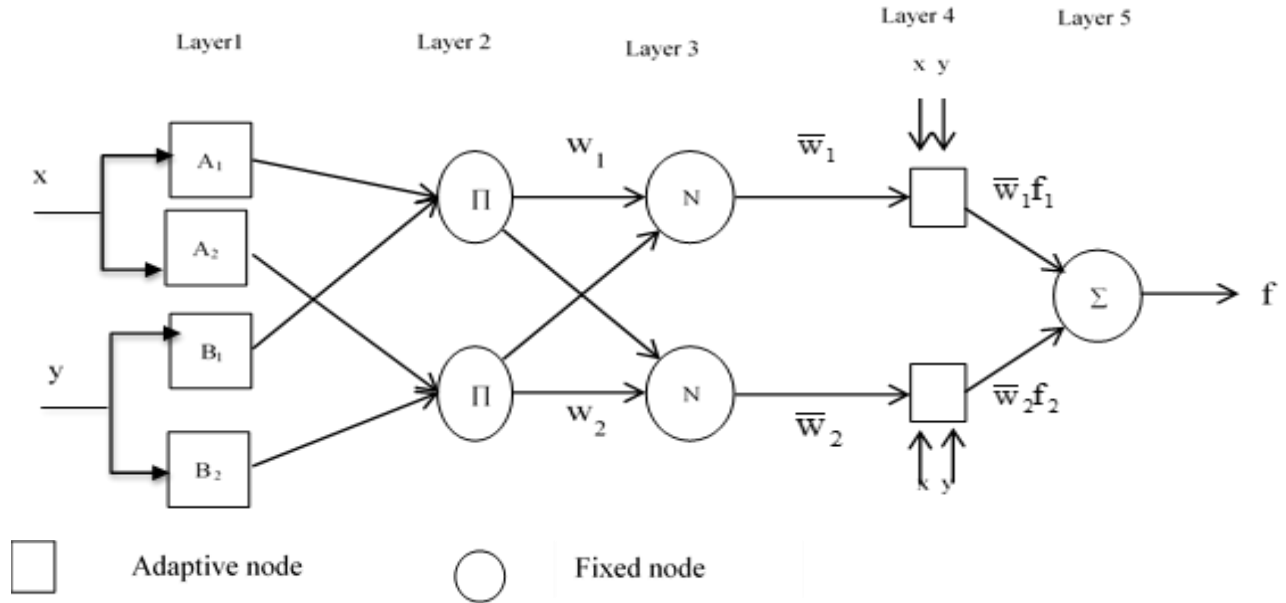 Layer1
Layer 2
Layer 3
Layer 4
Layer 5
x y
x
y
A₁
A₂
B₁
B₂
∏
∏
w₁
w₂
N
N
w̅₁
w̅₂
w̅₁f₁
w̅₂f₂
x y
Σ
f
Adaptive node
Fixed node